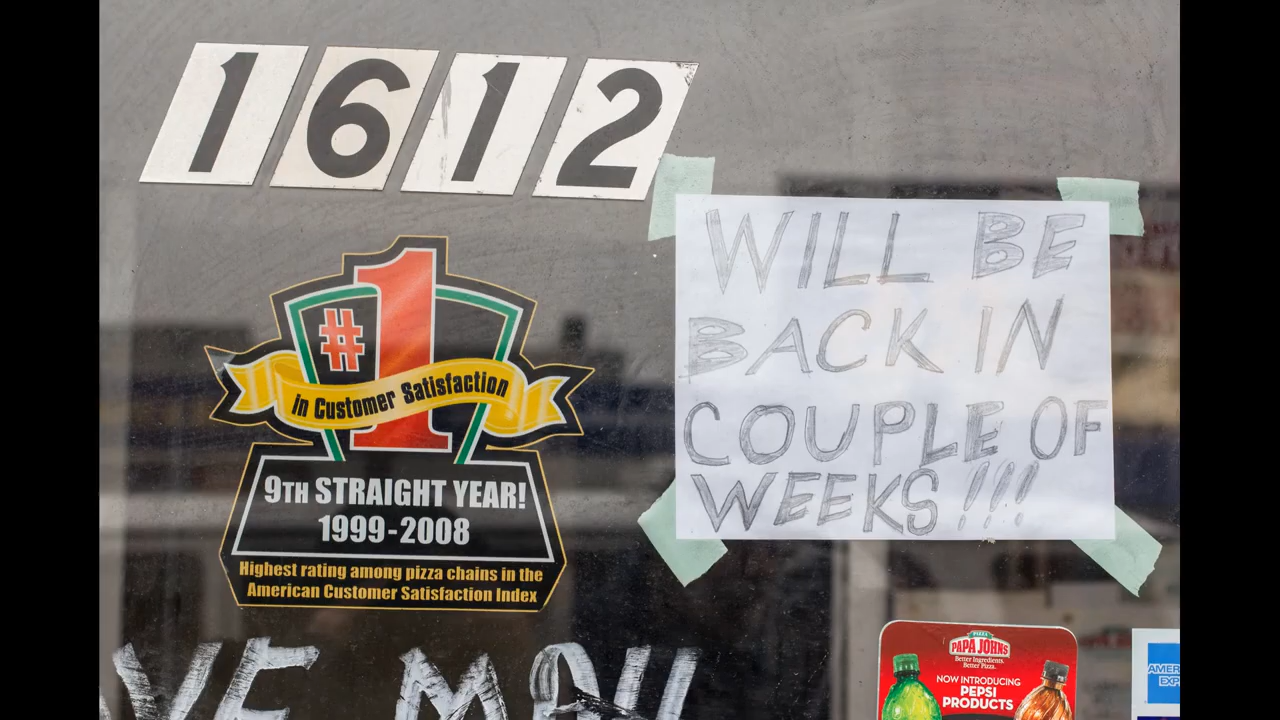 1612
WILL BE
BACK IN
COUPLE OF
WEEKS!!!
#1
in Customer Satisfaction
9TH STRAIGHT YEAR!
1999-2008
Highest rating among pizza chains in the
American Customer Satisfaction Index
PIZZA
PAPA JOHNS
Better Ingredients.
Better Pizza.
NOW INTRODUCING
PEPSI
PRODUCTS